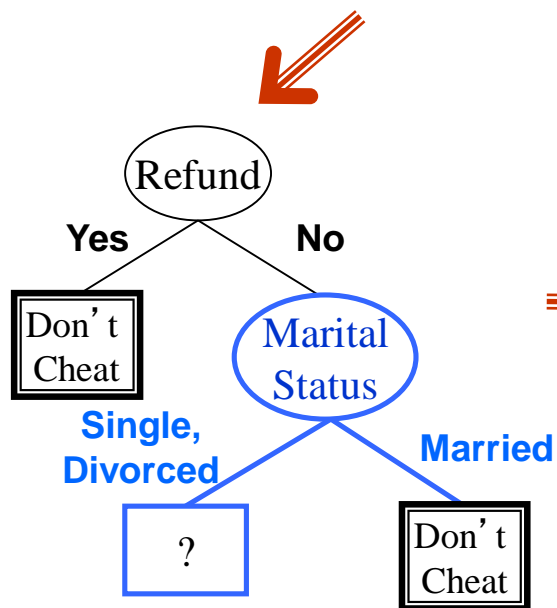 Refund
Yes
No
Don't
Cheat
Marital
Status
Single,
Divorced
Married
?
Don't
Cheat